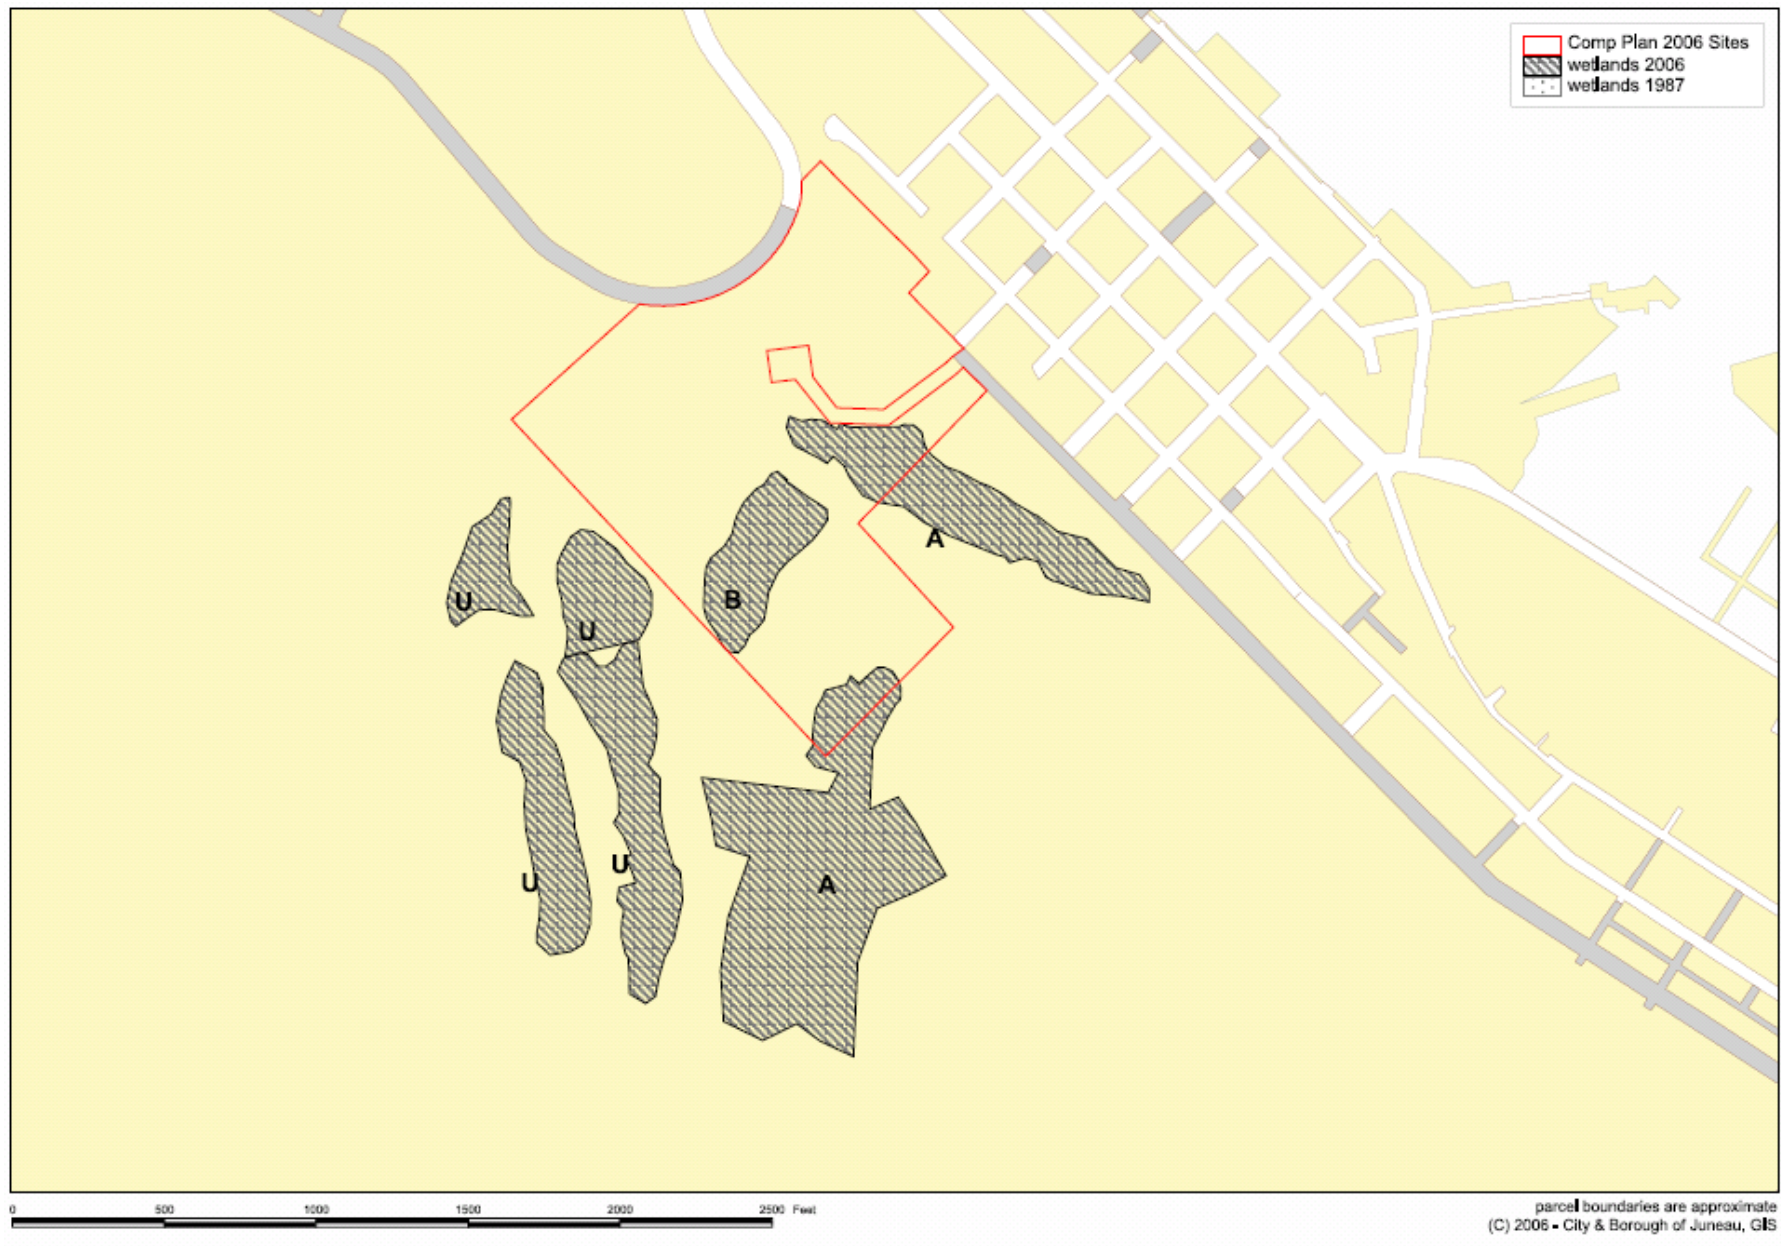 Comp Plan 2006 Sites
wetlands 2006
wetlands 1987
A
B
U
U
U
U
A
0 500 1000 1500 2000 2500 Feet
parcel boundaries are approximate
(C) 2006 - City & Borough of Juneau, GIS